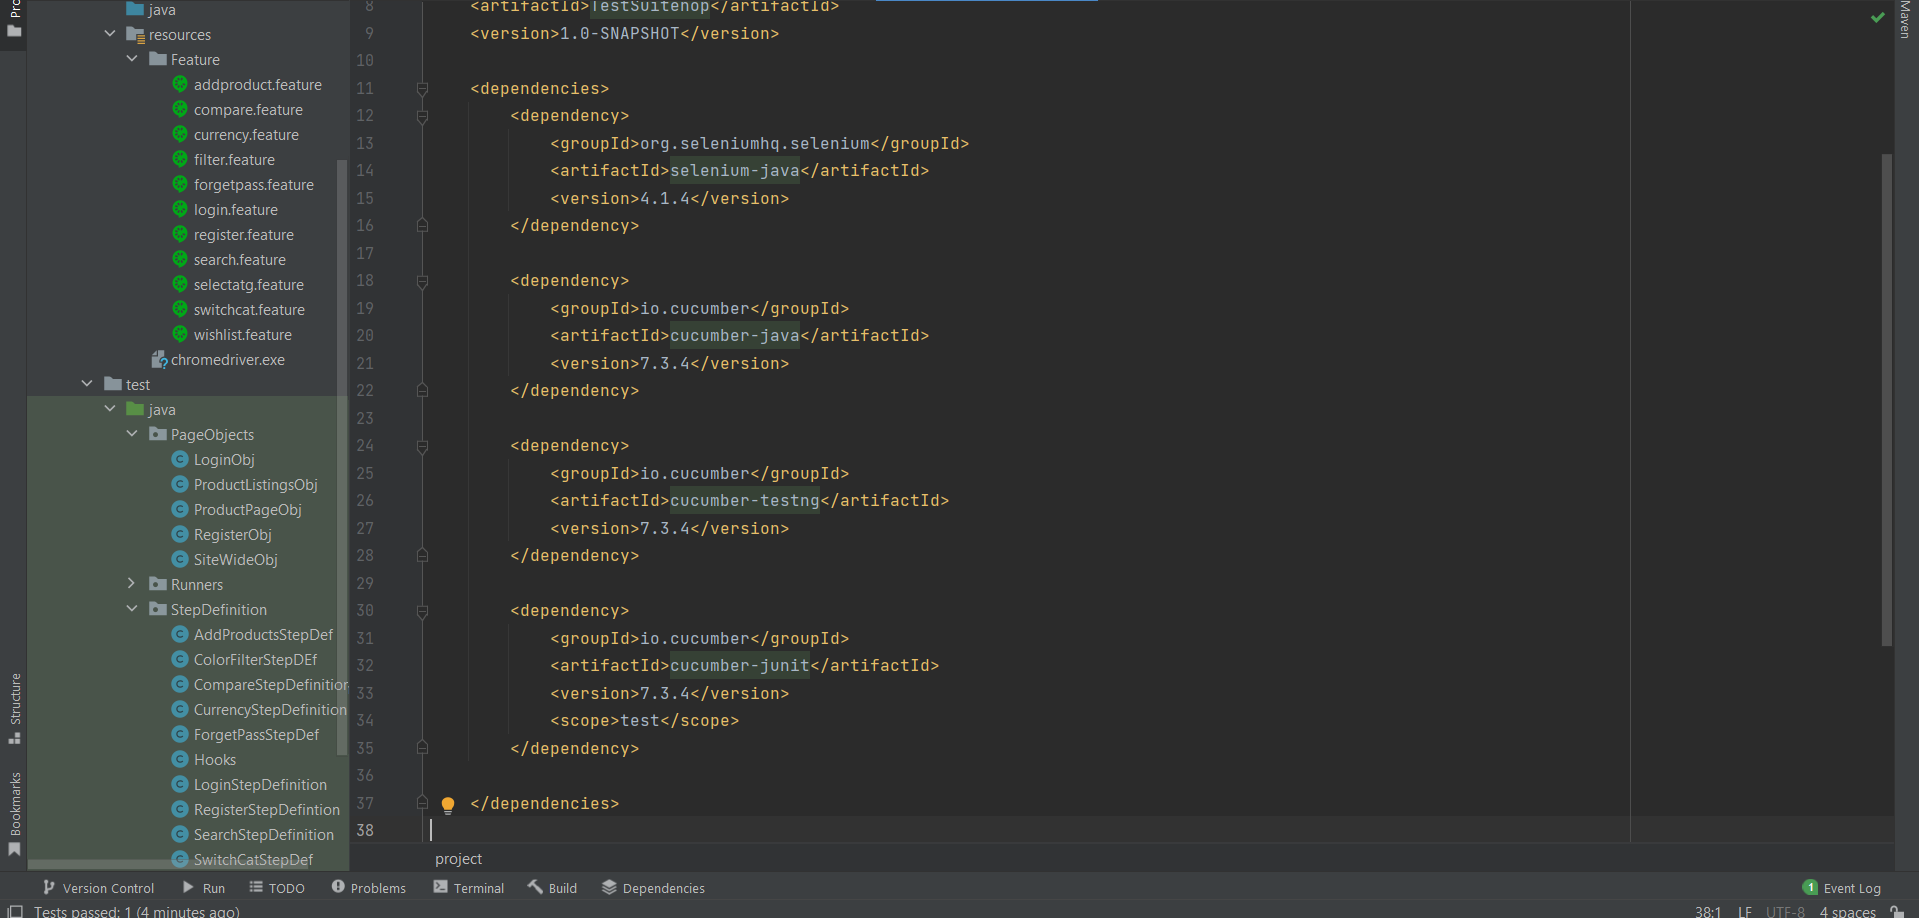 Pro
java
resources
Feature
addproduct.feature
compare.feature
currency.feature
filter.feature
forgetpass.feature
login.feature
register.feature
search.feature
selectatg.feature
switchcat.feature
wishlist.feature
chromedriver.exe
test
java
PageObjects
LoginObj
ProductListingsObj
ProductPageObj
RegisterObj
SiteWideObj
Runners
StepDefinition
AddProductsStepDef
ColorFilterStepDEf
CompareStepDefinition
CurrencyStepDefinition
ForgetPassStepDef
Hooks
LoginStepDefinition
RegisterStepDefintion
SearchStepDefinition
SwitchCatStepDef
Structure
Bookmarks
8 <artifactId>TestSuitenop</artifactId>
9 <version>1.0-SNAPSHOT</version>
10
11 <dependencies>
12 <dependency>
13 <groupId>org.seleniumhq.selenium</groupId>
14 <artifactId>selenium-java</artifactId>
15 <version>4.1.4</version>
16 </dependency>
17
18 <dependency>
19 <groupId>io.cucumber</groupId>
20 <artifactId>cucumber-java</artifactId>
21 <version>7.3.4</version>
22 </dependency>
23
24 <dependency>
25 <groupId>io.cucumber</groupId>
26 <artifactId>cucumber-testng</artifactId>
27 <version>7.3.4</version>
28 </dependency>
29
30 <dependency>
31 <groupId>io.cucumber</groupId>
32 <artifactId>cucumber-junit</artifactId>
33 <version>7.3.4</version>
34 <scope>test</scope>
35 </dependency>
36
37 </dependencies>
38
Maven
project
Version Control Run TODO Problems Terminal Build Dependencies 1 Event Log
Tests passed: 1 (4 minutes ago) 38:1 LF UTF-8 4 spaces